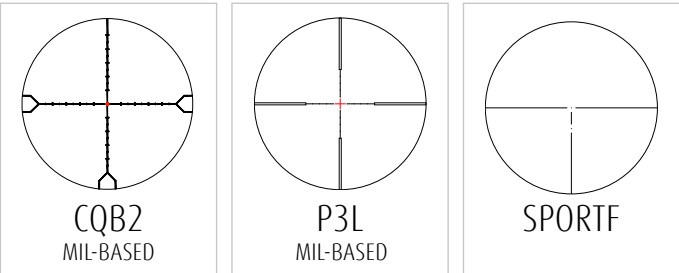 CQB2
MIL-BASED
P3L
MIL-BASED
SPORTF